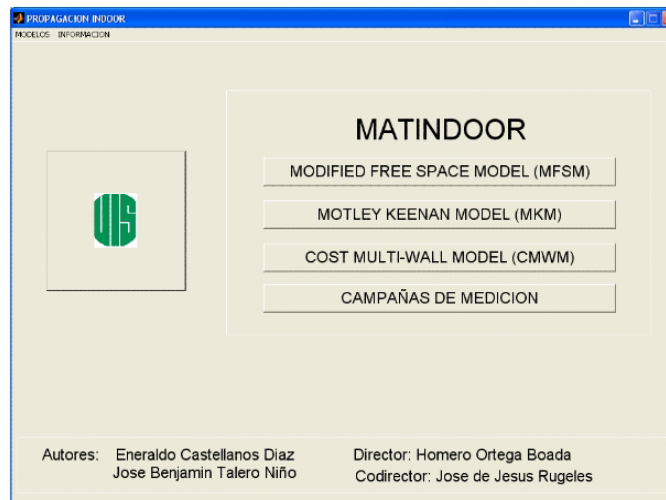 PROPAGACION INDOOR
MODELOS INFORMACION
MATINDOOR
UIS
MODIFIED FREE SPACE MODEL (MFSM)
MOTLEY KEENAN MODEL (MKM)
COST MULTI-WALL MODEL (CMWM)
CAMPAÑAS DE MEDICION
Autores: Eneraldo Castellanos Diaz
Jose Benjamin Talero Niño
Director: Homero Ortega Boada
Codirector: Jose de Jesus Rugeles